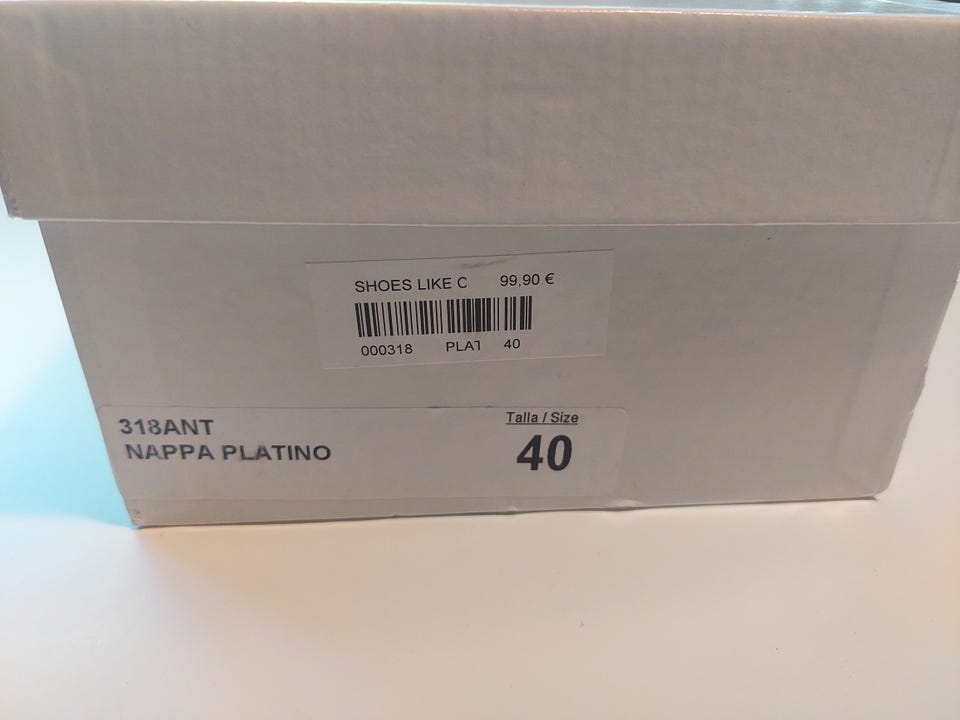 SHOES LIKE C 99,90 €
000318 PLAT 40
318ANT
NAPPA PLATINO
Talla / Size
40